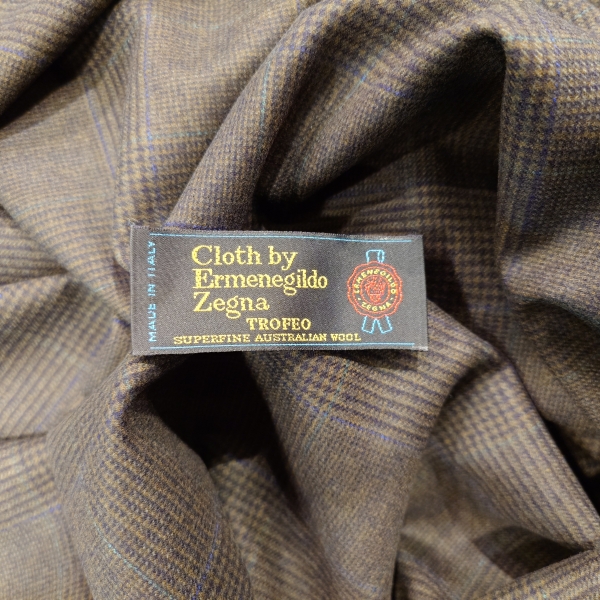 MADE IN ITALY
Cloth by
Ermenegildo
Zegna
TROFEO
SUPERFINE AUSTRALIAN WOOL
ERMENEGILDO
ZEGNA